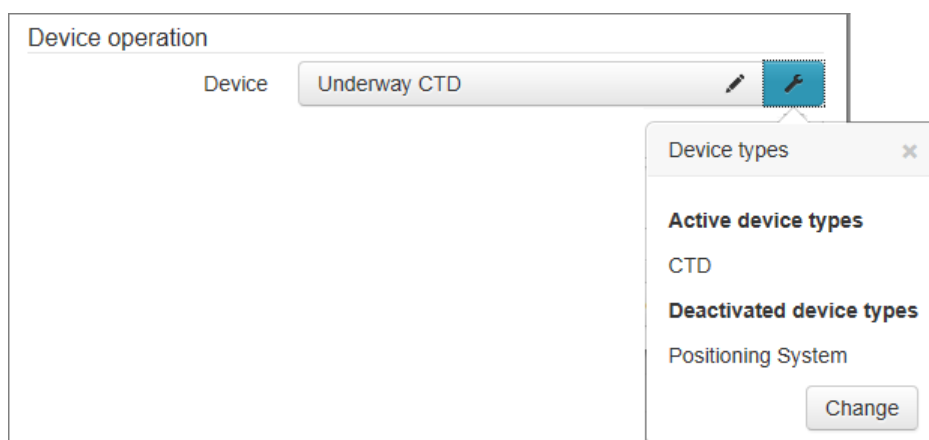 Device operation
Device Underway CTD
Device types ×
Active device types
CTD
Deactivated device types
Positioning System
Change